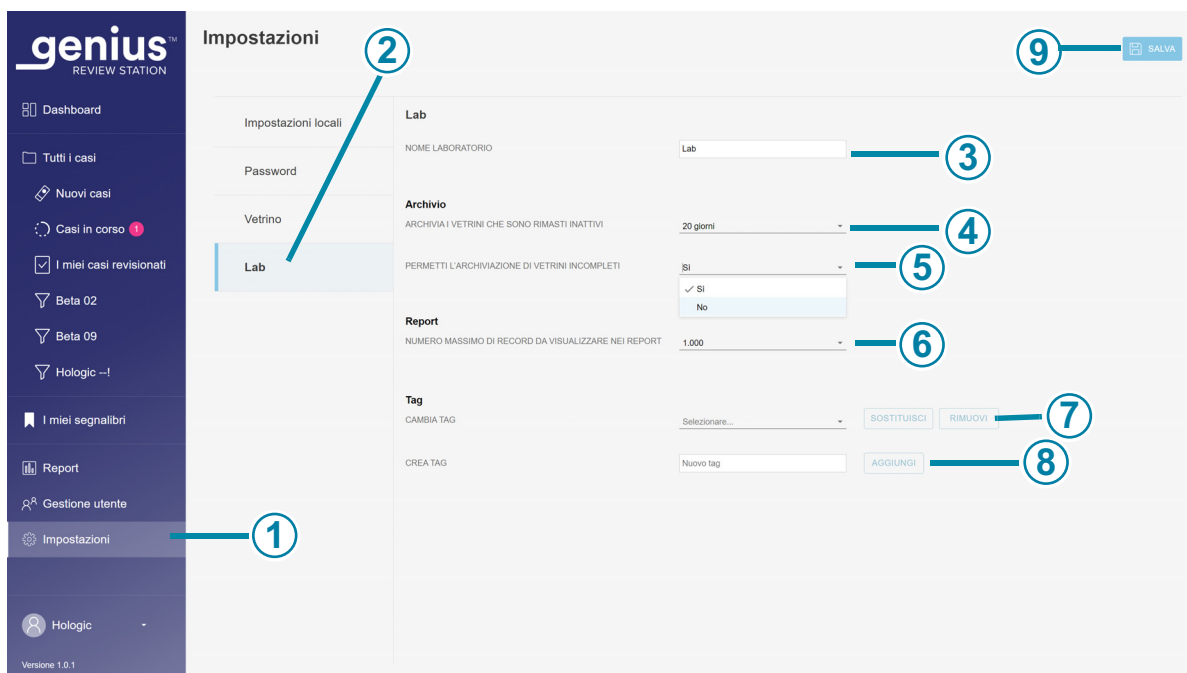 genius™
REVIEW STATION
Dashboard
Tutti i casi
Nuovi casi
Casi in corso 1
I miei casi revisionati
Beta 02
Beta 09
Hologic --!
I miei segnalibri
Report
Gestione utente
Impostazioni
Hologic
Versione 1.0.1
Impostazioni
SALVA
Impostazioni locali
Password
Vetrino
Lab
Lab
NOME LABORATORIO
Lab
Archivio
ARCHIVIA I VETRINI CHE SONO RIMASTI INATTIVI
20 giorni
PERMETTI L'ARCHIVIAZIONE DI VETRINI INCOMPLETI
Sì
Sì
No
Report
NUMERO MASSIMO DI RECORD DA VISUALIZZARE NEI REPORT
1.000
Tag
CAMBIA TAG
Selezionare...
SOSTITUISCI
RIMUOVI
CREA TAG
Nuovo tag
AGGIUNGI
1
2
3
4
5
6
7
8
9